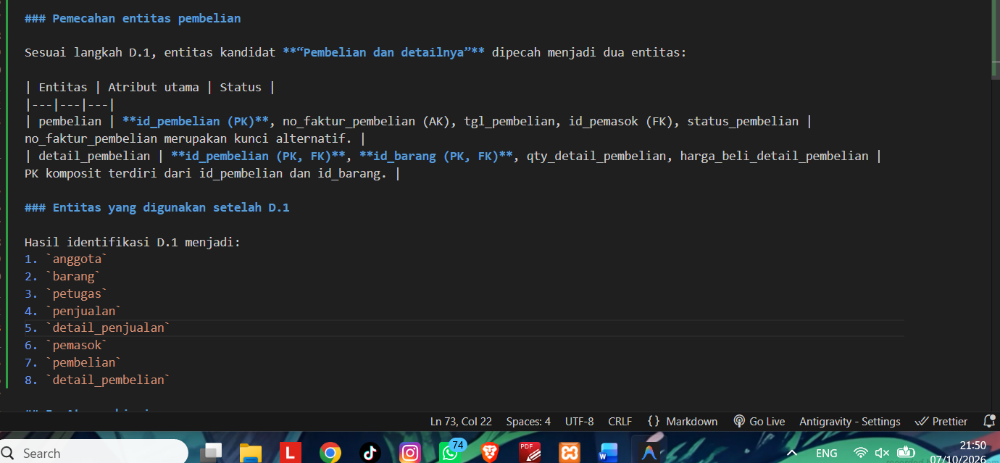 ### Pemecahan entitas pembelian
Sesuai langkah D.1, entitas kandidat **“Pembelian dan detailnya”** dipecah menjadi dua entitas:
| Entitas | Atribut utama | Status |
|---|---|---|
| pembelian | **id_pembelian (PK)**, no_faktur_pembelian (AK), tgl_pembelian, id_pemasok (FK), status_pembelian |
no_faktur_pembelian merupakan kunci alternatif. |
| detail_pembelian | **id_pembelian (PK, FK)**, **id_barang (PK, FK)**, qty_detail_pembelian, harga_beli_detail_pembelian |
PK komposit terdiri dari id_pembelian dan id_barang. |
### Entitas yang digunakan setelah D.1
Hasil identifikasi D.1 menjadi:
1. `anggota`
2. `barang`
3. `petugas`
4. `penjualan`
5. `detail_penjualan`
6. `pemasok`
7. `pembelian`
8. `detail_pembelian`
Ln 73, Col 22 Spaces: 4 UTF-8 CRLF {} Markdown Go Live Antigravity - Settings Prettier
Search L 74 PDF ENG 21:50
07/10/2026